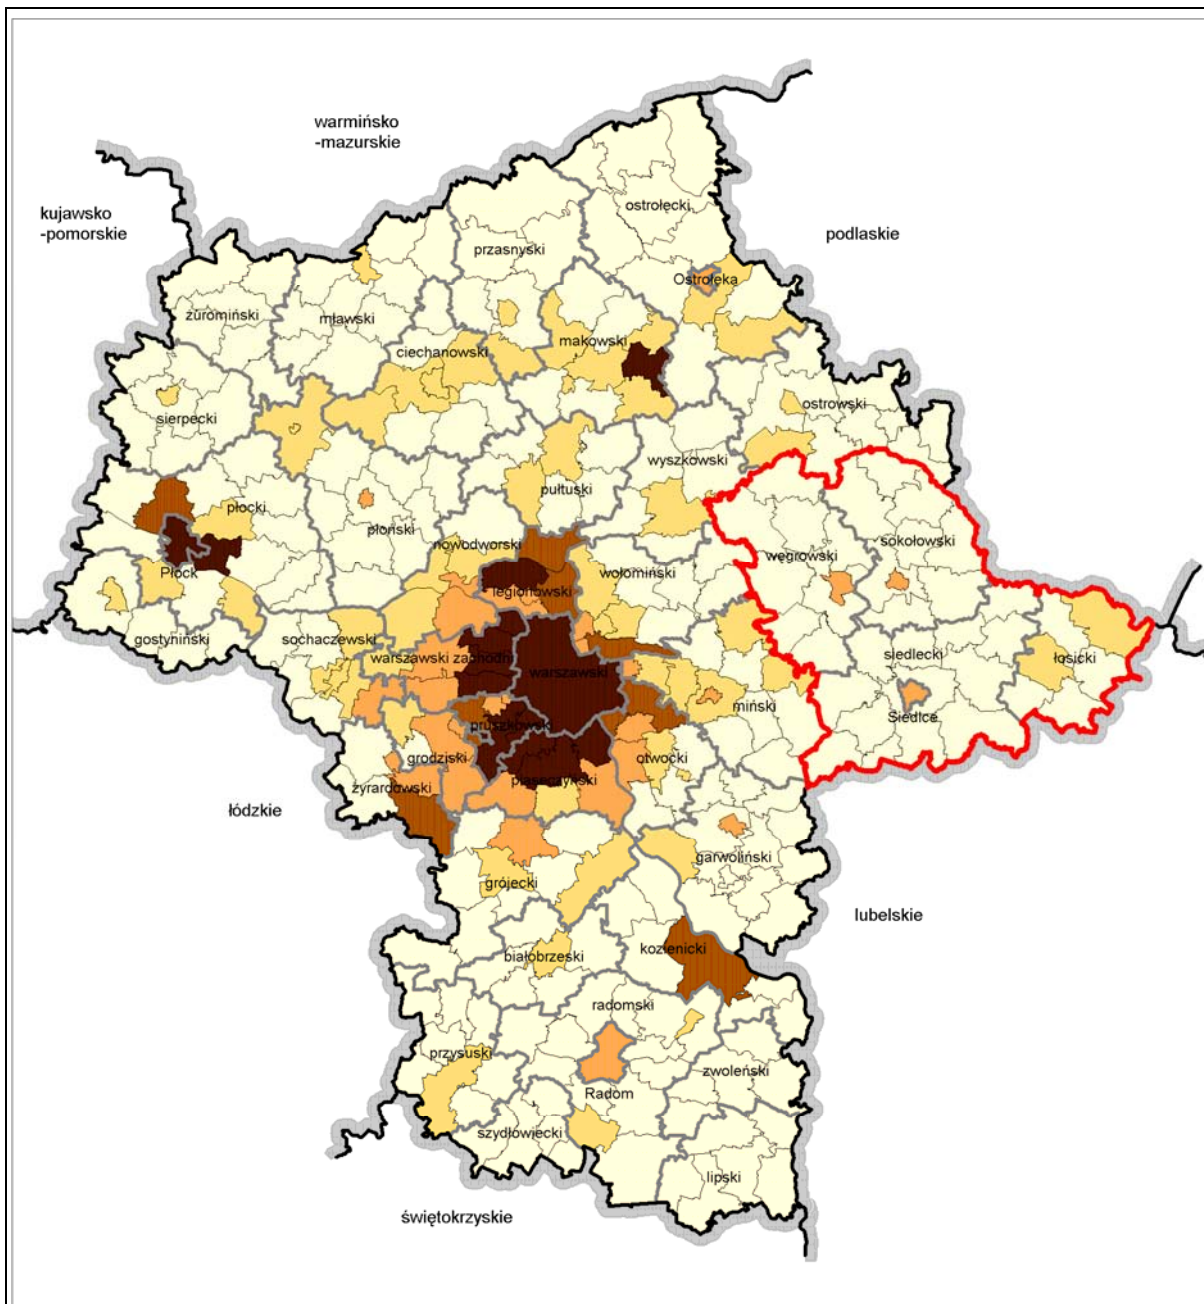 warmińsko
-mazurskie
kujawsko
-pomorskie
podlaskie
ostrołecki
przasnyski
Ostrołęka
żuromiński
mławski
ciechanowski
makowski
sierpecki
ostrowski
wyszkowski
płocki
płoński
pułtuski
nowodworski
sokołowski
węgrowski
wołomiński
Płock
legionowski
gostyniński
sochaczewski
warszawski zachodni
warszawski
siedlecki
łosicki
miński
Siedlce
pruszkowski
grodziski
piaseczyński
otwocki
żyrardowski
łódzkie
garwoliński
grójecki
lubelskie
białobrzeski
kozienicki
radomski
przysuski
zwoleński
Radom
szydłowiecki
lipski
świętokrzyskie